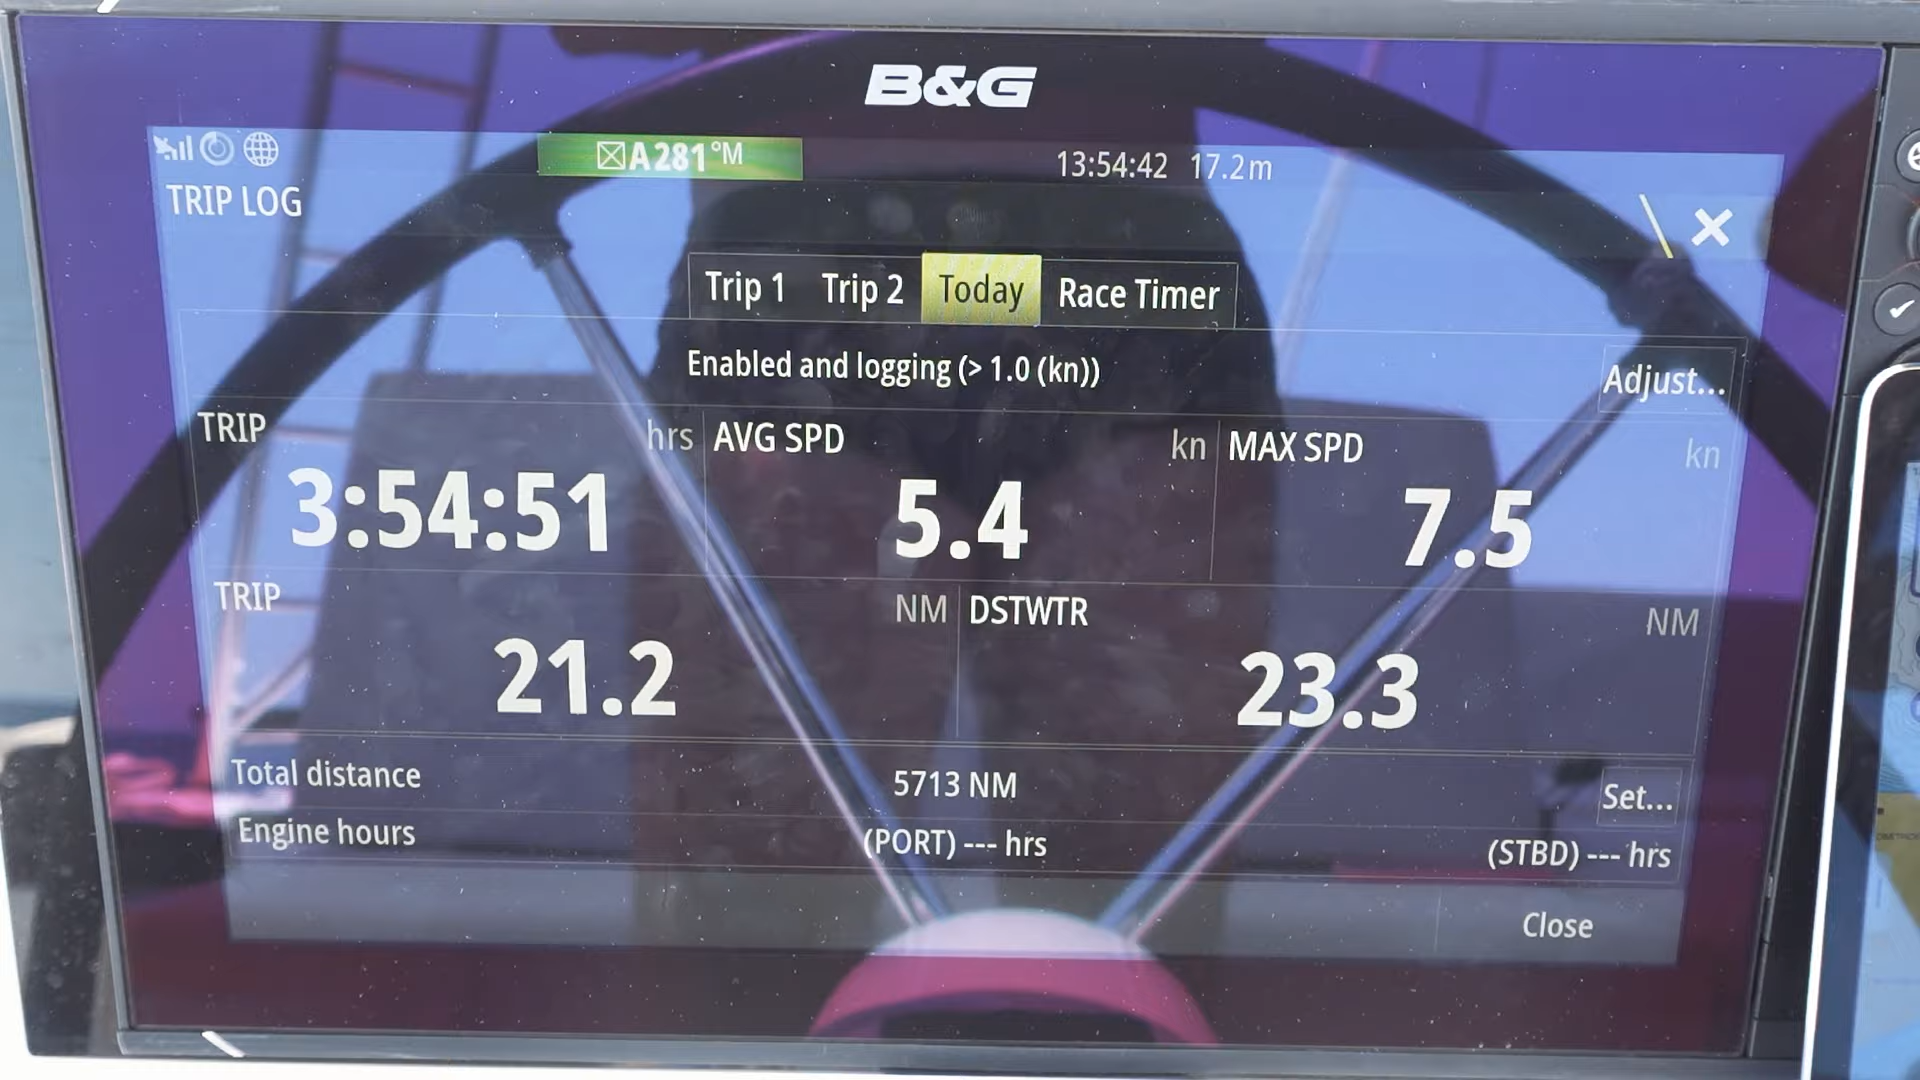 B&G
A 281°M
13:54:42 17.2m
TRIP LOG
Trip 1 Trip 2 Today Race Timer
Enabled and logging (> 1.0 (kn))
Adjust...
TRIP hrs AVG SPD kn MAX SPD kn
3:54:51 5.4 7.5
TRIP NM DSTWTR NM
21.2 23.3
Total distance 5713 NM Set...
Engine hours (PORT) --- hrs (STBD) --- hrs
Close